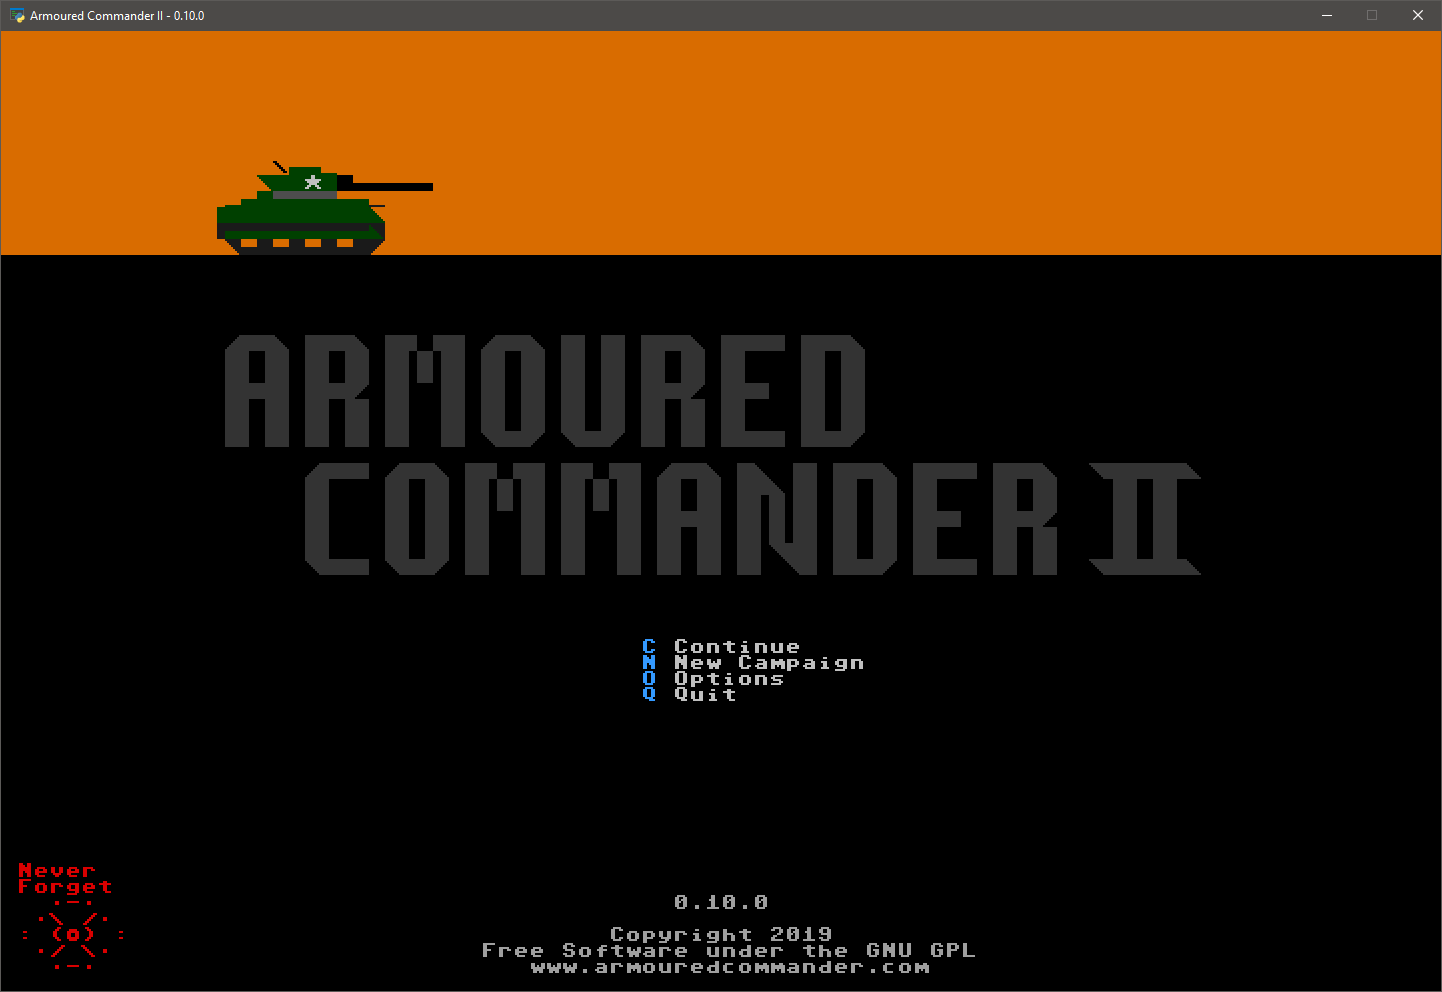 Armoured Commander II - 0.10.0
ARMOURED
COMMANDER II
C Continue
N New Campaign
O Options
Q Quit
Never
Forget
0.10.0
Copyright 2019
Free Software under the GNU GPL
www.armouredcommander.com